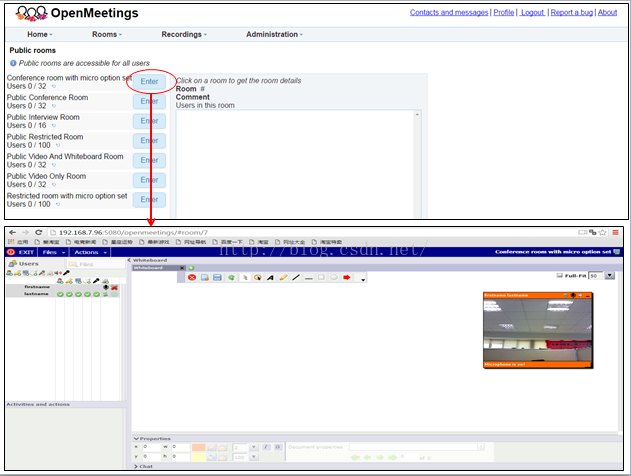 OpenMeetings
Contacts and messages | Profile | Logout | Report a bug | About
Home Rooms Recordings Administration
Public rooms
Public rooms are accessible for all users
Conference room with micro option set
Users 0 / 32
Enter
Public Conference Room
Users 0 / 32
Enter
Public Interview Room
Users 0 / 16
Enter
Public Restricted Room
Users 0 / 100
Enter
Public Video And Whiteboard Room
Users 0 / 32
Enter
Public Video Only Room
Users 0 / 32
Enter
Restricted room with micro option set
Users 0 / 100
Enter
Click on a room to get the room details
Room #
Comment
Users in this room
192.168.7.96:5080/openmeetings/#room/7
应用
http://blog.csdn.net/
EXIT Files Actions
Conference room with micro option set
Users Files
firstname
lastname
Whiteboard
Whiteboard
Full-Fit 50
firstname lastname
Activities and actions
Properties
x 0 w 0
y 0 h 0
Document properties
Chat